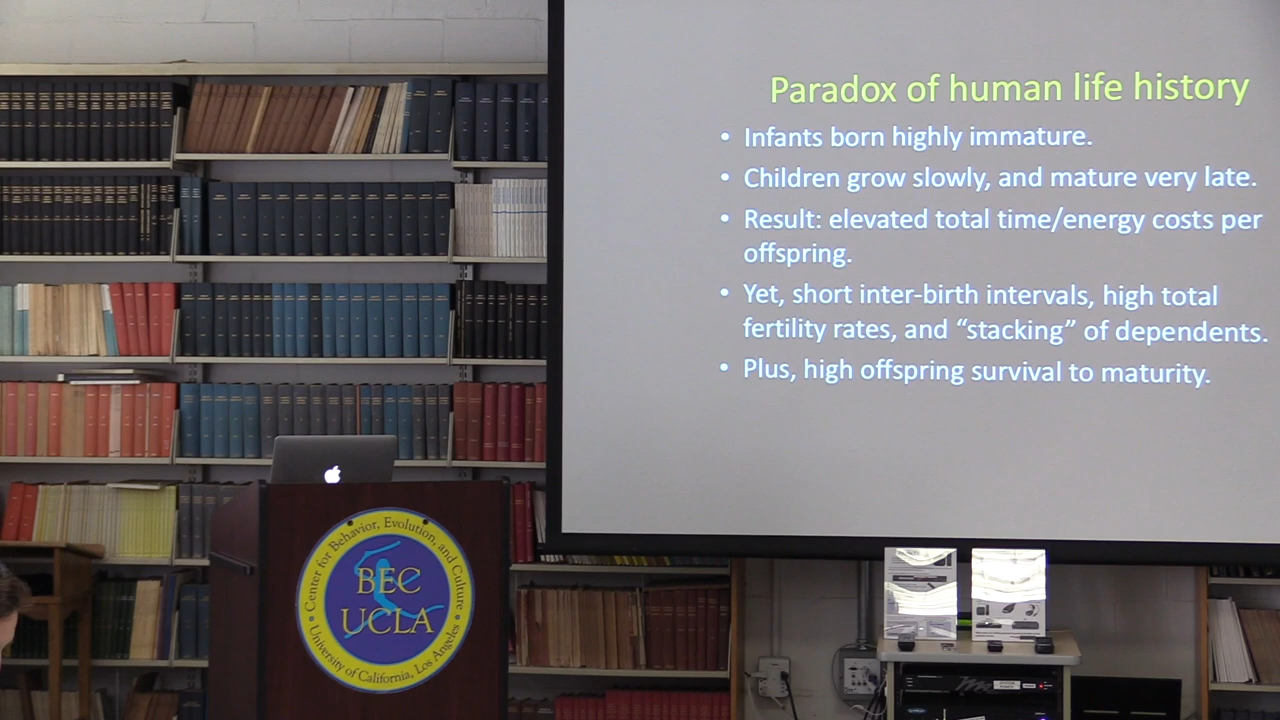 Paradox of human life history
• Infants born highly immature.
• Children grow slowly, and mature very late.
• Result: elevated total time/energy costs per
offspring.
• Yet, short inter-birth intervals, high total
fertility rates, and “stacking” of dependents.
• Plus, high offspring survival to maturity.
Center for Behavior, Evolution, and Culture
BEC
UCLA
• University of California, Los Angeles •